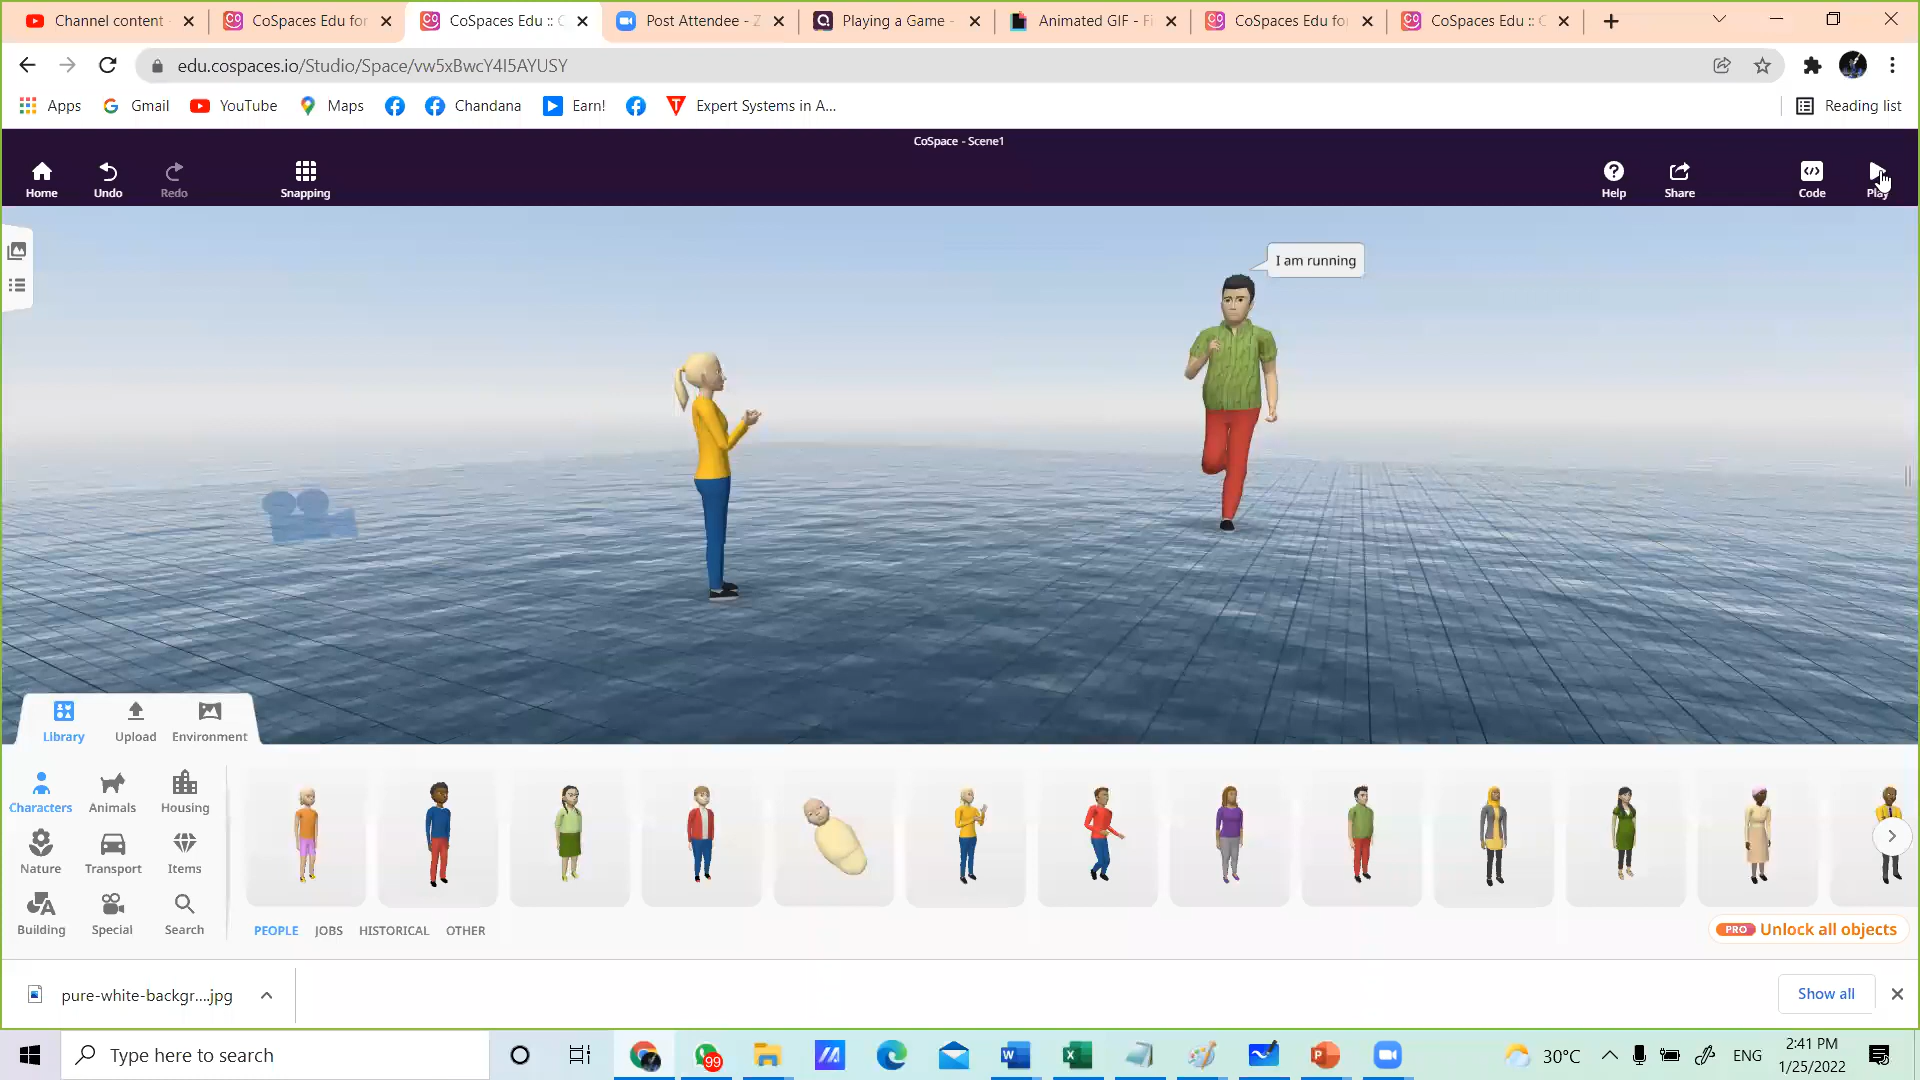 Channel content
CoSpaces Edu for
CoSpaces Edu :: C
Post Attendee - Z
Playing a Game -
Animated GIF - Fi
CoSpaces Edu for
CoSpaces Edu :: C
edu.cospaces.io/Studio/Space/vw5xBwcY4I5AYUSY
Apps
Gmail
YouTube
Maps
Chandana
Earn!
Expert Systems in A...
Reading list
CoSpace - Scene1
Home
Undo
Redo
Snapping
Help
Share
Code
Play
I am running
Library
Upload
Environment
Characters
Animals
Housing
Nature
Transport
Items
Building
Special
Search
PEOPLE
JOBS
HISTORICAL
OTHER
PRO Unlock all objects
pure-white-backgr....jpg
Show all
Type here to search
99
30°C
ENG
2:41 PM
1/25/2022